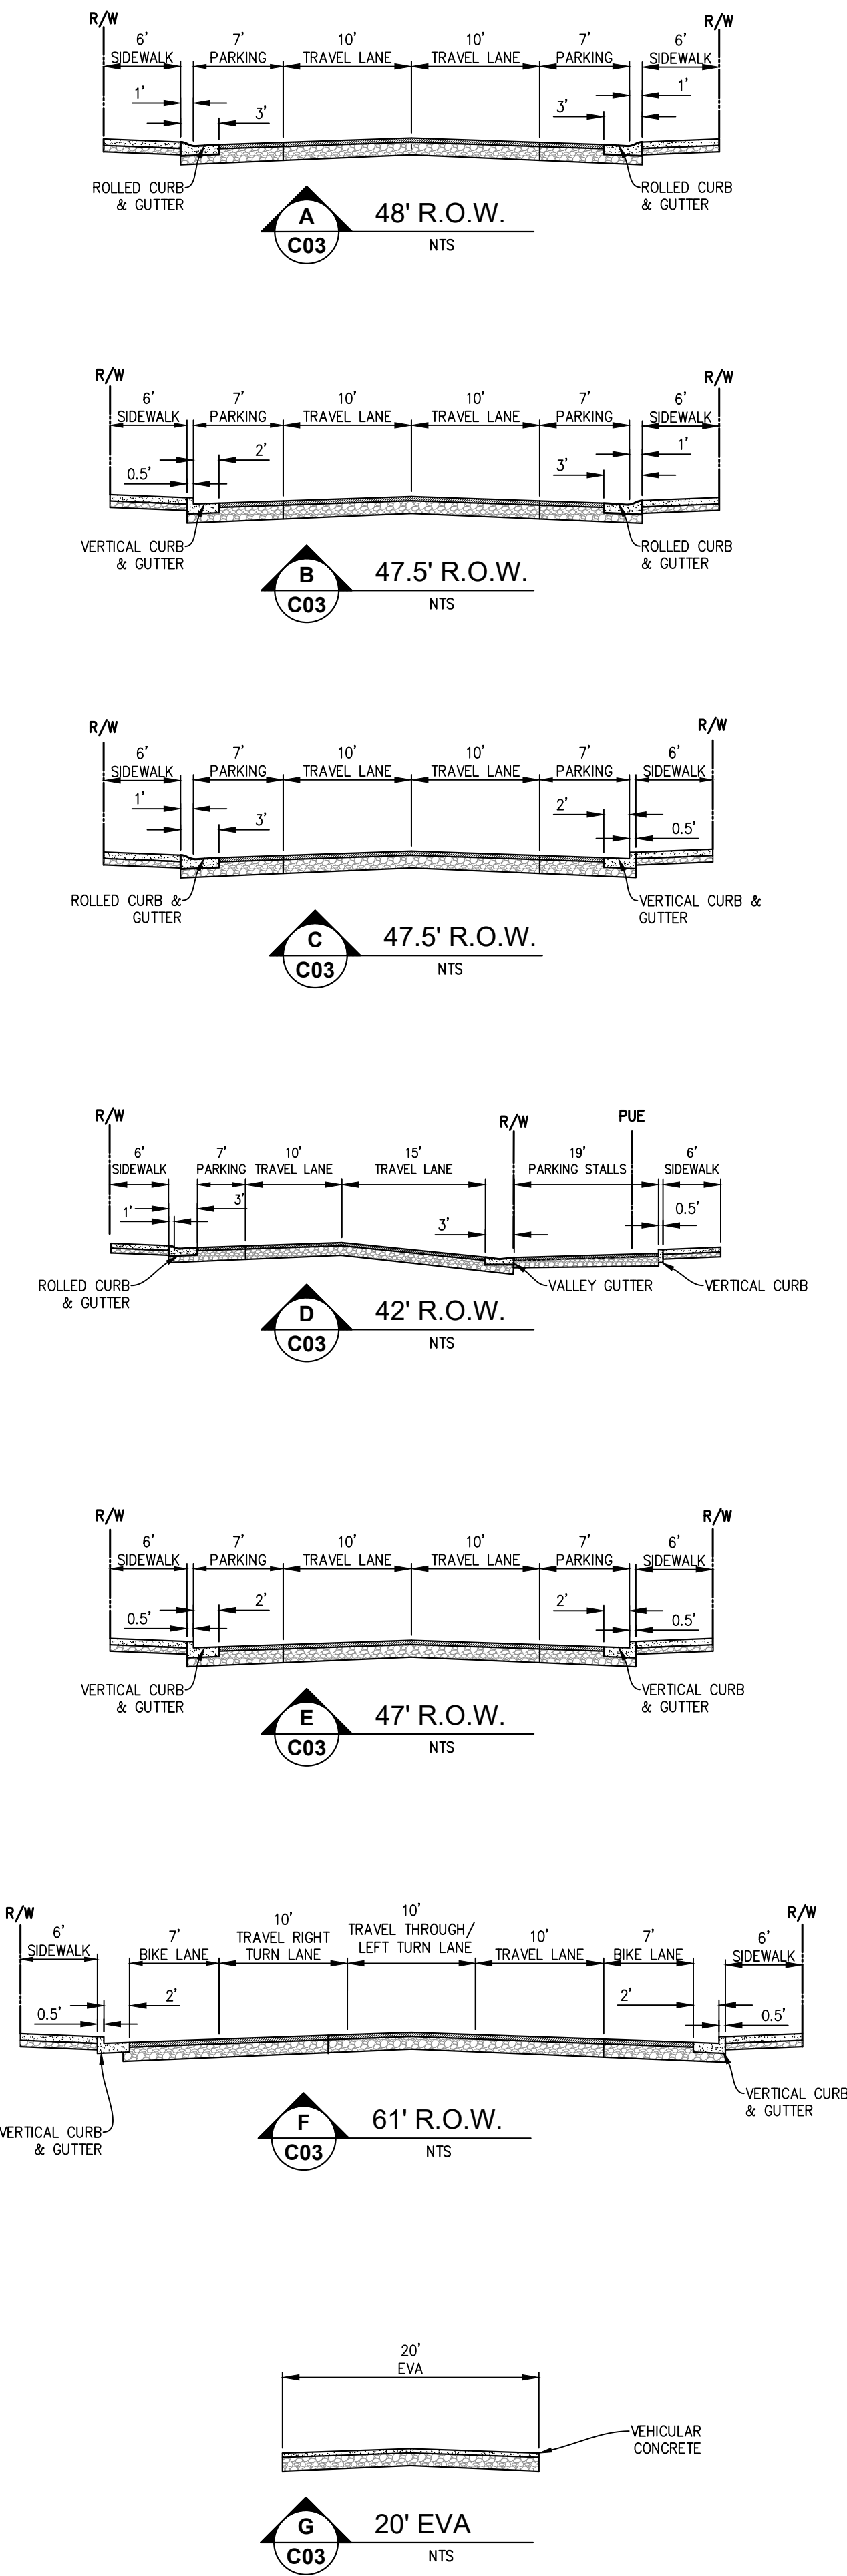 R/W
R/W
6'
7'
10'
10'
7'
6'
SIDEWALK
PARKING
TRAVEL LANE
TRAVEL LANE
PARKING
SIDEWALK
1'
1'
3'
3'
ROLLED CURB
& GUTTER
ROLLED CURB
& GUTTER
A
C03
48' R.O.W.
NTS
R/W
R/W
6'
7'
10'
10'
7'
6'
SIDEWALK
PARKING
TRAVEL LANE
TRAVEL LANE
PARKING
SIDEWALK
2'
1'
0.5'
3'
VERTICAL CURB
& GUTTER
ROLLED CURB
& GUTTER
B
C03
47.5' R.O.W.
NTS
R/W
R/W
6'
7'
10'
10'
7'
6'
SIDEWALK
PARKING
TRAVEL LANE
TRAVEL LANE
PARKING
SIDEWALK
1'
2'
3'
0.5'
ROLLED CURB &
GUTTER
VERTICAL CURB &
GUTTER
C
C03
47.5' R.O.W.
NTS
R/W
R/W
PUE
6'
7'
10'
15'
19'
6'
SIDEWALK
PARKING
TRAVEL LANE
TRAVEL LANE
PARKING STALLS
SIDEWALK
3'
1'
3'
0.5'
ROLLED CURB
& GUTTER
VALLEY GUTTER
VERTICAL CURB
D
C03
42' R.O.W.
NTS
R/W
R/W
6'
7'
10'
10'
7'
6'
SIDEWALK
PARKING
TRAVEL LANE
TRAVEL LANE
PARKING
SIDEWALK
2'
2'
0.5'
0.5'
VERTICAL CURB
& GUTTER
VERTICAL CURB
& GUTTER
E
C03
47' R.O.W.
NTS
R/W
R/W
6'
SIDEWALK
7'
BIKE LANE
10'
TRAVEL RIGHT
TURN LANE
10'
TRAVEL THROUGH/
LEFT TURN LANE
10'
TRAVEL LANE
7'
BIKE LANE
6'
SIDEWALK
2'
2'
0.5'
0.5'
VERTICAL CURB
& GUTTER
VERTICAL CURB
& GUTTER
F
C03
61' R.O.W.
NTS
20'
EVA
VEHICULAR
CONCRETE
G
C03
20' EVA
NTS